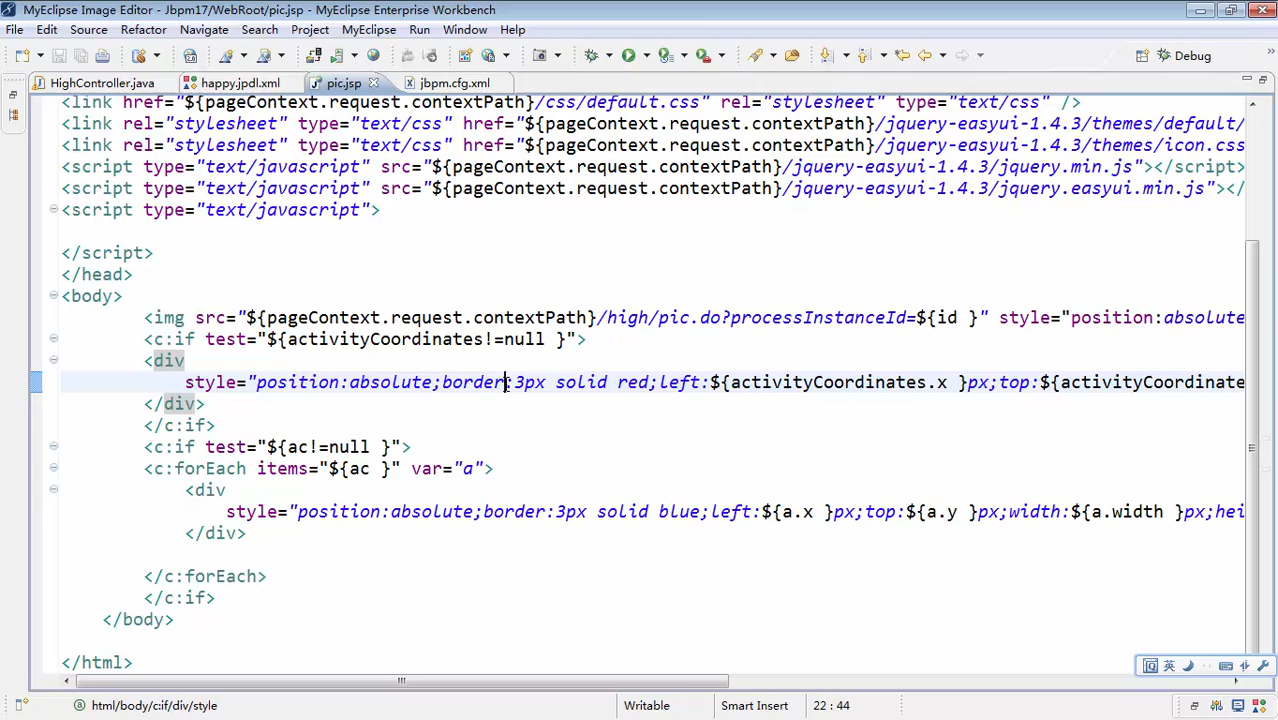 MyEclipse Image Editor - Jbpm17/WebRoot/pic.jsp - MyEclipse Enterprise Workbench
File Edit Source Refactor Navigate Search Project MyEclipse Run Window Help
Debug
HighController.java happy.jpdl.xml pic.jsp jbpm.cfg.xml
<link href="${pageContext.request.contextPath}/css/default.css" rel="stylesheet" type="text/css" />
<link rel="stylesheet" type="text/css" href="${pageContext.request.contextPath}/jquery-easyui-1.4.3/themes/default/
<link rel="stylesheet" type="text/css" href="${pageContext.request.contextPath}/jquery-easyui-1.4.3/themes/icon.css
<script type="text/javascript" src="${pageContext.request.contextPath}/jquery-easyui-1.4.3/jquery.min.js"></script>
<script type="text/javascript" src="${pageContext.request.contextPath}/jquery-easyui-1.4.3/jquery.easyui.min.js"></
<script type="text/javascript">
</script>
</head>
<body>
<img src="${pageContext.request.contextPath}/high/pic.do?processInstanceId=${id }" style="position:absolute
<c:if test="${activityCoordinates!=null }">
<div
style="position:absolute;border:3px solid red;left:${activityCoordinates.x }px;top:${activityCoordinate
</div>
</c:if>
<c:if test="${ac!=null }">
<c:forEach items="${ac }" var="a">
<div
style="position:absolute;border:3px solid blue;left:${a.x }px;top:${a.y }px;width:${a.width }px;hei
</div>
</c:forEach>
</c:if>
</body>
</html>
英
html/body/c:if/div/style Writable Smart Insert 22 : 44